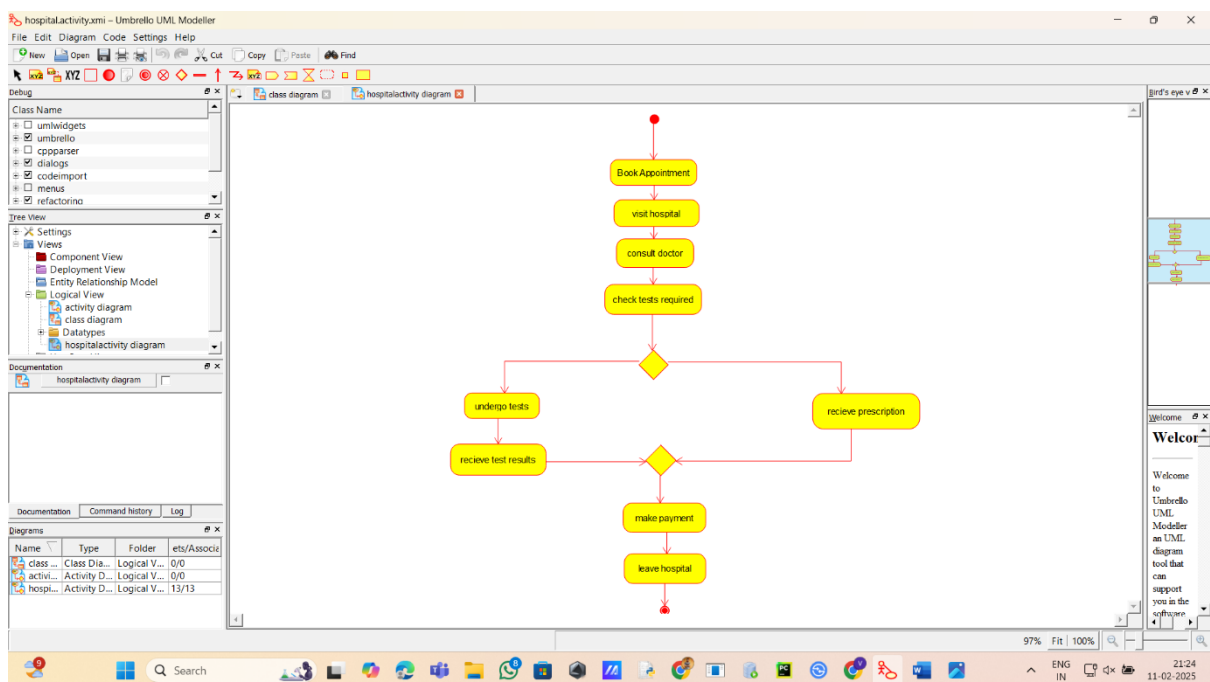 hospital.activity.xmi – Umbrello UML Modeller
File Edit Diagram Code Settings Help
New Open Cut Copy Paste Find
XYZ
Debug
class diagram hospitalactivity diagram
Bird's eye v
Class Name
umlwidgets
umbrello
cppparser
dialogs
codeimport
menus
refactoring
Tree View
Settings
Views
Component View
Deployment View
Entity Relationship Model
Logical View
activity diagram
class diagram
Datatypes
hospitalactivity diagram
Documentation
hospitalactivity diagram
Documentation Command history Log
Diagrams
Name Type Folder ets/Associa
class ... Class Dia... Logical V... 0/0
activi... Activity D... Logical V... 0/0
hospi... Activity D... Logical V... 13/13
Book Appointment
visit hospital
consult doctor
check tests required
undergo tests
recieve prescription
recieve test results
make payment
leave hospital
Welcome
Welcor
Welcome
to
Umbrello
UML
Modeller
an UML
diagram
tool that
can
support
you in the
software
97% Fit 100%
9
Search
ENG
IN
21:24
11-02-2025